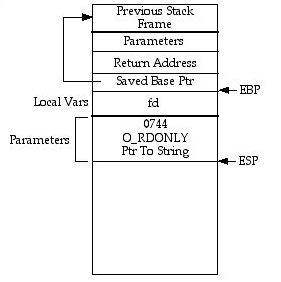 Previous Stack
Frame
Parameters
Return Address
Saved Base Ptr
EBP
Local Vars
fd
0744
O_RDONLY
Ptr To String
Parameters
ESP